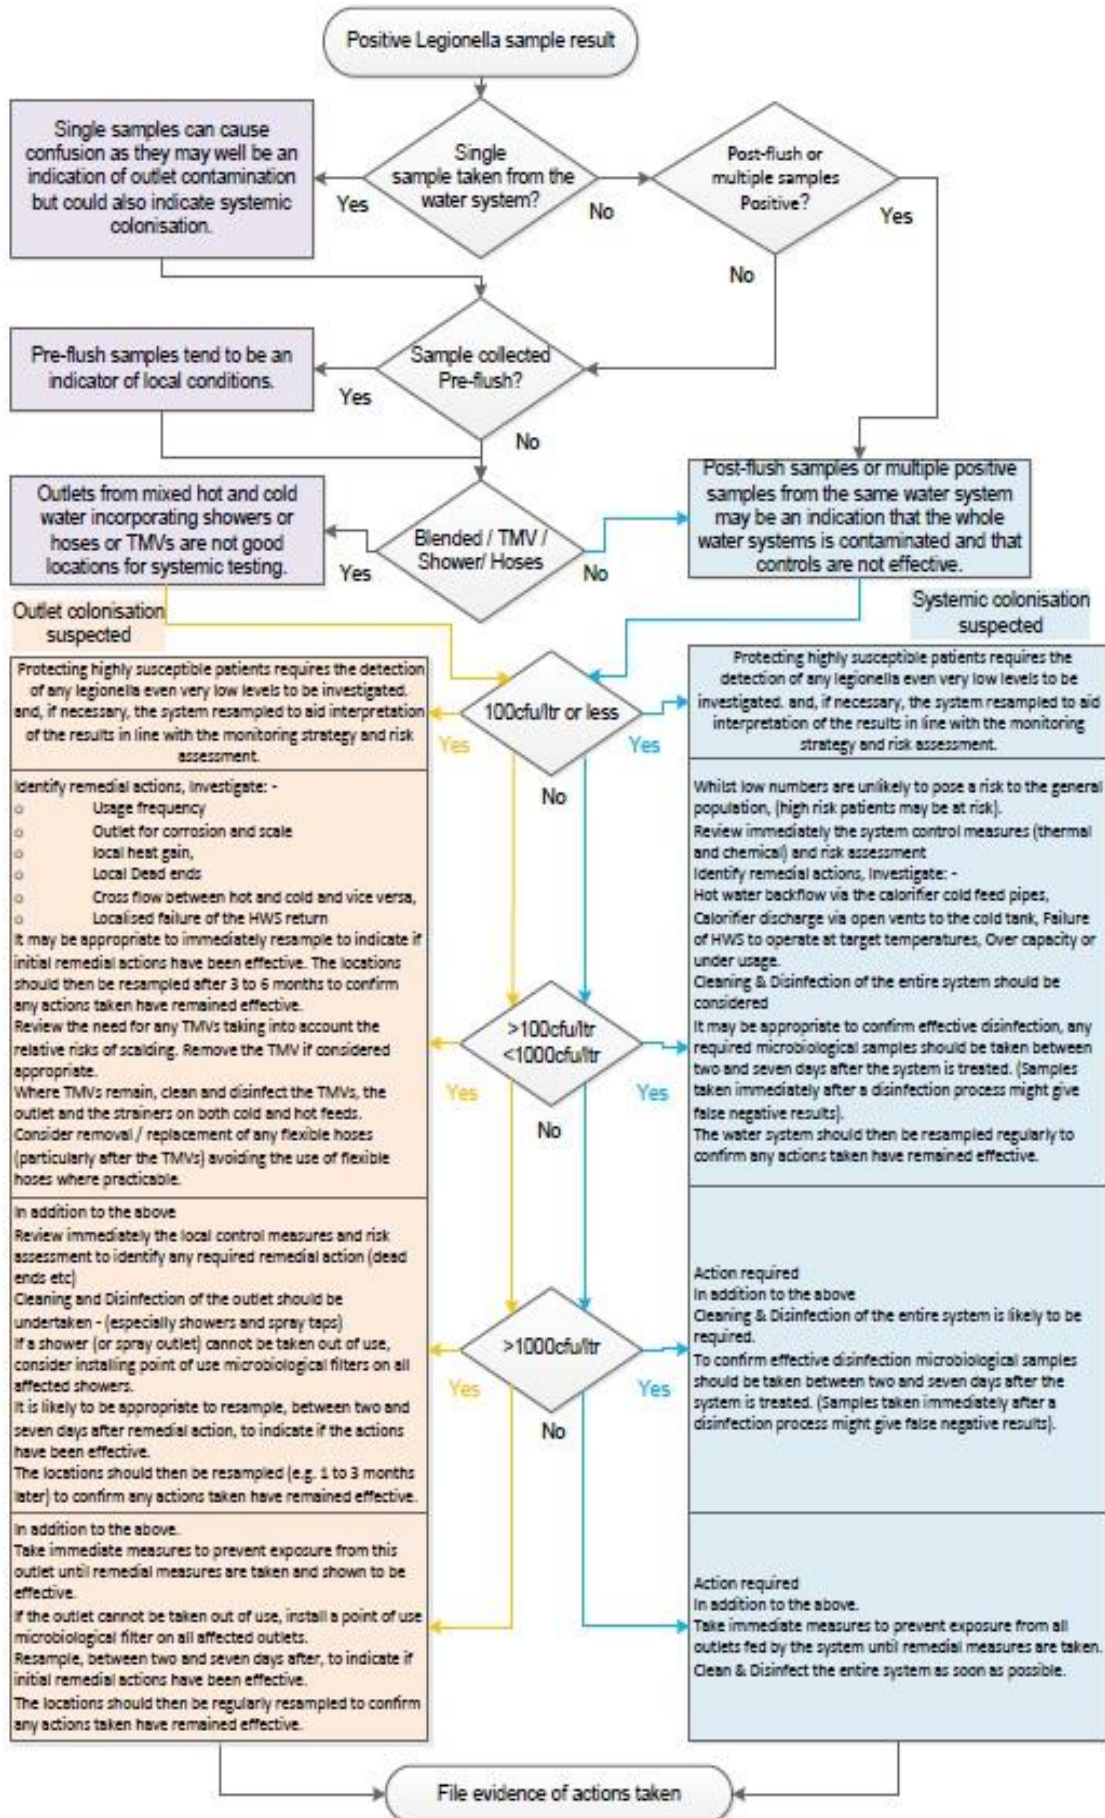 Positive Legionella sample result
Single samples can cause
confusion as they may well be an
indication of outlet contamination
but could also indicate systemic
colonisation.
Yes
Single
sample taken from the
water system?
No
Post-flush or
multiple samples
Positive?
Yes
No
Pre-flush samples tend to be an
indicator of local conditions.
Yes
Sample collected
Pre-flush?
No
Outlets from mixed hot and cold
water incorporating showers or
hoses or TMVs are not good
locations for systemic testing.
Yes
Blended / TMV /
Shower/ Hoses
No
Post-flush samples or multiple positive
samples from the same water system
may be an indication that the whole
water systems is contaminated and that
controls are not effective.
Outlet colonisation
suspected
Systemic colonisation
suspected
Protecting highly susceptible patients requires the detection
of any legionella even very low levels to be investigated.
and, if necessary, the system resampled to aid interpretation
of the results in line with the monitoring strategy and risk
assessment.
Yes
100cfu/ltr or less
Yes
No
Protecting highly susceptible patients requires the
detection of any legionella even very low levels to be
investigated. and, if necessary, the system resampled to aid
interpretation of the results in line with the monitoring
strategy and risk assessment.
Identify remedial actions, Investigate: -
o Usage frequency
o Outlet for corrosion and scale
o local heat gain,
o Local Dead ends
o Cross flow between hot and cold and vice versa,
o Localised failure of the HWS return
It may be appropriate to immediately resample to indicate if
initial remedial actions have been effective. The locations
should then be resampled after 3 to 6 months to confirm
any actions taken have remained effective.
Review the need for any TMVs taking into account the
relative risks of scalding. Remove the TMV if considered
appropriate.
Where TMVs remain, clean and disinfect the TMVs, the
outlet and the strainers on both cold and hot feeds.
Consider removal / replacement of any flexible hoses
(particularly after the TMVs) avoiding the use of flexible
hoses where practicable.
Yes
>100cfu/ltr
<1000cfu/ltr
Yes
No
Whilst low numbers are unlikely to pose a risk to the general
population, (high risk patients may be at risk).
Review immediately the system control measures (thermal
and chemical) and risk assessment
Identify remedial actions, Investigate: -
Hot water backflow via the calorifier cold feed pipes,
Calorifier discharge via open vents to the cold tank, Failure
of HWS to operate at target temperatures, Over capacity or
under usage.
Cleaning & Disinfection of the entire system should be
considered
It may be appropriate to confirm effective disinfection, any
required microbiological samples should be taken between
two and seven days after the system is treated. (Samples
taken immediately after a disinfection process might give
false negative results).
The water system should then be resampled regularly to
confirm any actions taken have remained effective.
In addition to the above
Review immediately the local control measures and risk
assessment to identify any required remedial action (dead
ends etc)
Cleaning and Disinfection of the outlet should be
undertaken - (especially showers and spray taps)
If a shower (or spray outlet) cannot be taken out of use,
consider installing point of use microbiological filters on all
affected showers.
It is likely to be appropriate to resample, between two and
seven days after remedial action, to indicate if the actions
have been effective.
The locations should then be resampled (e.g. 1 to 3 months
later) to confirm any actions taken have remained effective.
Yes
>1000cfu/ltr
Yes
No
Action required
In addition to the above
Cleaning & Disinfection of the entire system is likely to be
required.
To confirm effective disinfection microbiological samples
should be taken between two and seven days after the
system is treated. (Samples taken immediately after a
disinfection process might give false negative results).
In addition to the above.
Take immediate measures to prevent exposure from this
outlet until remedial measures are taken and shown to be
effective.
If the outlet cannot be taken out of use, install a point of use
microbiological filter on all affected outlets.
Resample, between two and seven days after, to indicate if
initial remedial actions have been effective.
The locations should then be regularly resampled to confirm
any actions taken have remained effective.
Action required
In addition to the above.
Take immediate measures to prevent exposure from all
outlets fed by the system until remedial measures are taken.
Clean & Disinfect the entire system as soon as possible.
File evidence of actions taken